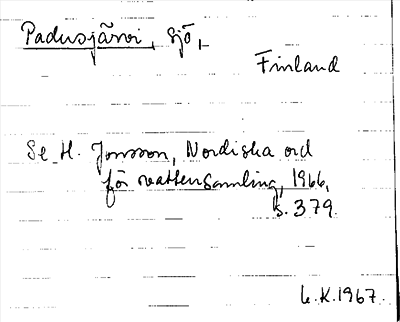 Padusjärvi, sjö,
Finland
Se H. Jonsson, Nordiska ord
för vattensamling, 1966,
s. 379.
K.1967.